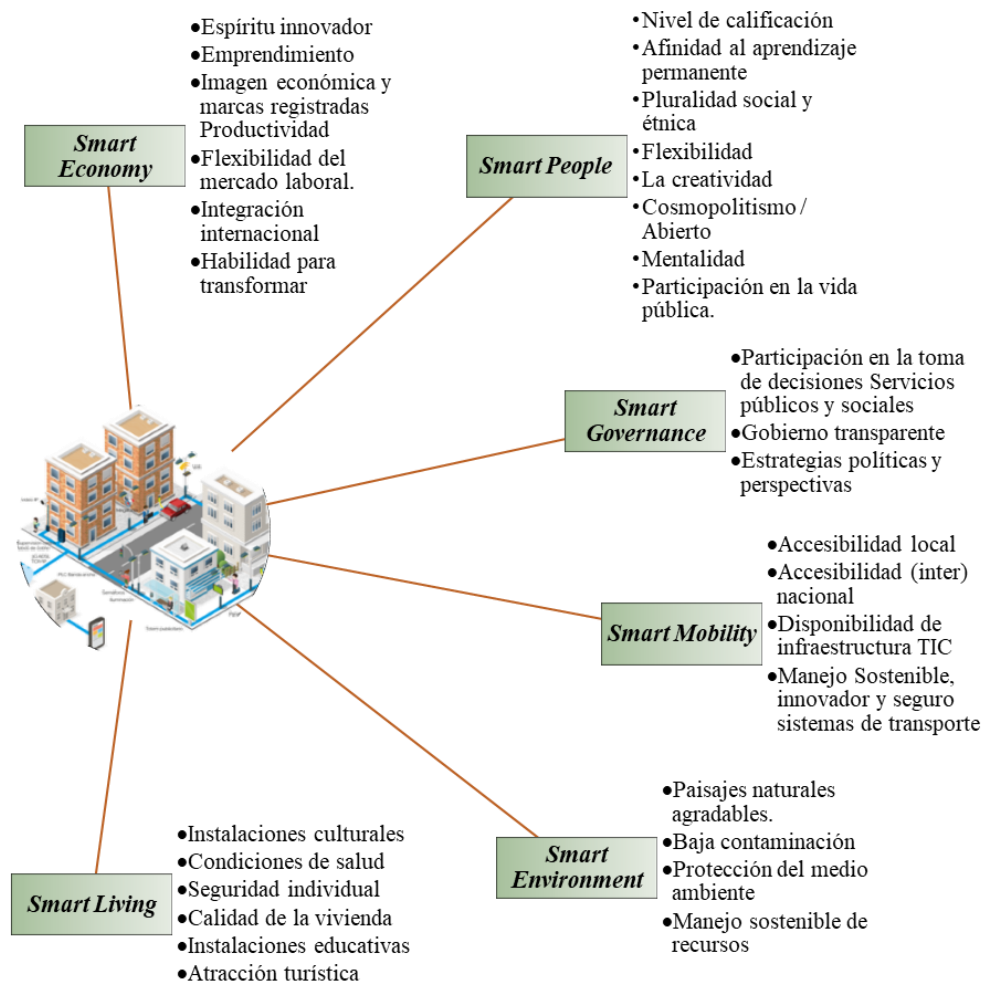 Smart
Economy
●Espíritu innovador
●Emprendimiento
●Imagen económica y
marcas registradas
Productividad
●Flexibilidad del
mercado laboral.
●Integración
internacional
●Habilidad para
transformar
Smart People
•Nivel de calificación
•Afinidad al aprendizaje
permanente
•Pluralidad social y
étnica
•Flexibilidad
•La creatividad
•Cosmopolitismo /
Abierto
•Mentalidad
•Participación en la vida
pública.
Smart
Governance
●Participación en la toma
de decisiones Servicios
públicos y sociales
●Gobierno transparente
●Estrategias políticas y
perspectivas
Smart Mobility
●Accesibilidad local
●Accesibilidad (inter)
nacional
●Disponibilidad de
infraestructura TIC
●Manejo Sostenible,
innovador y seguro
sistemas de transporte
Smart
Environment
●Paisajes naturales
agradables.
●Baja contaminación
●Protección del medio
ambiente
●Manejo sostenible de
recursos
Smart Living
●Instalaciones culturales
●Condiciones de salud
●Seguridad individual
●Calidad de la vivienda
●Instalaciones educativas
●Atracción turística